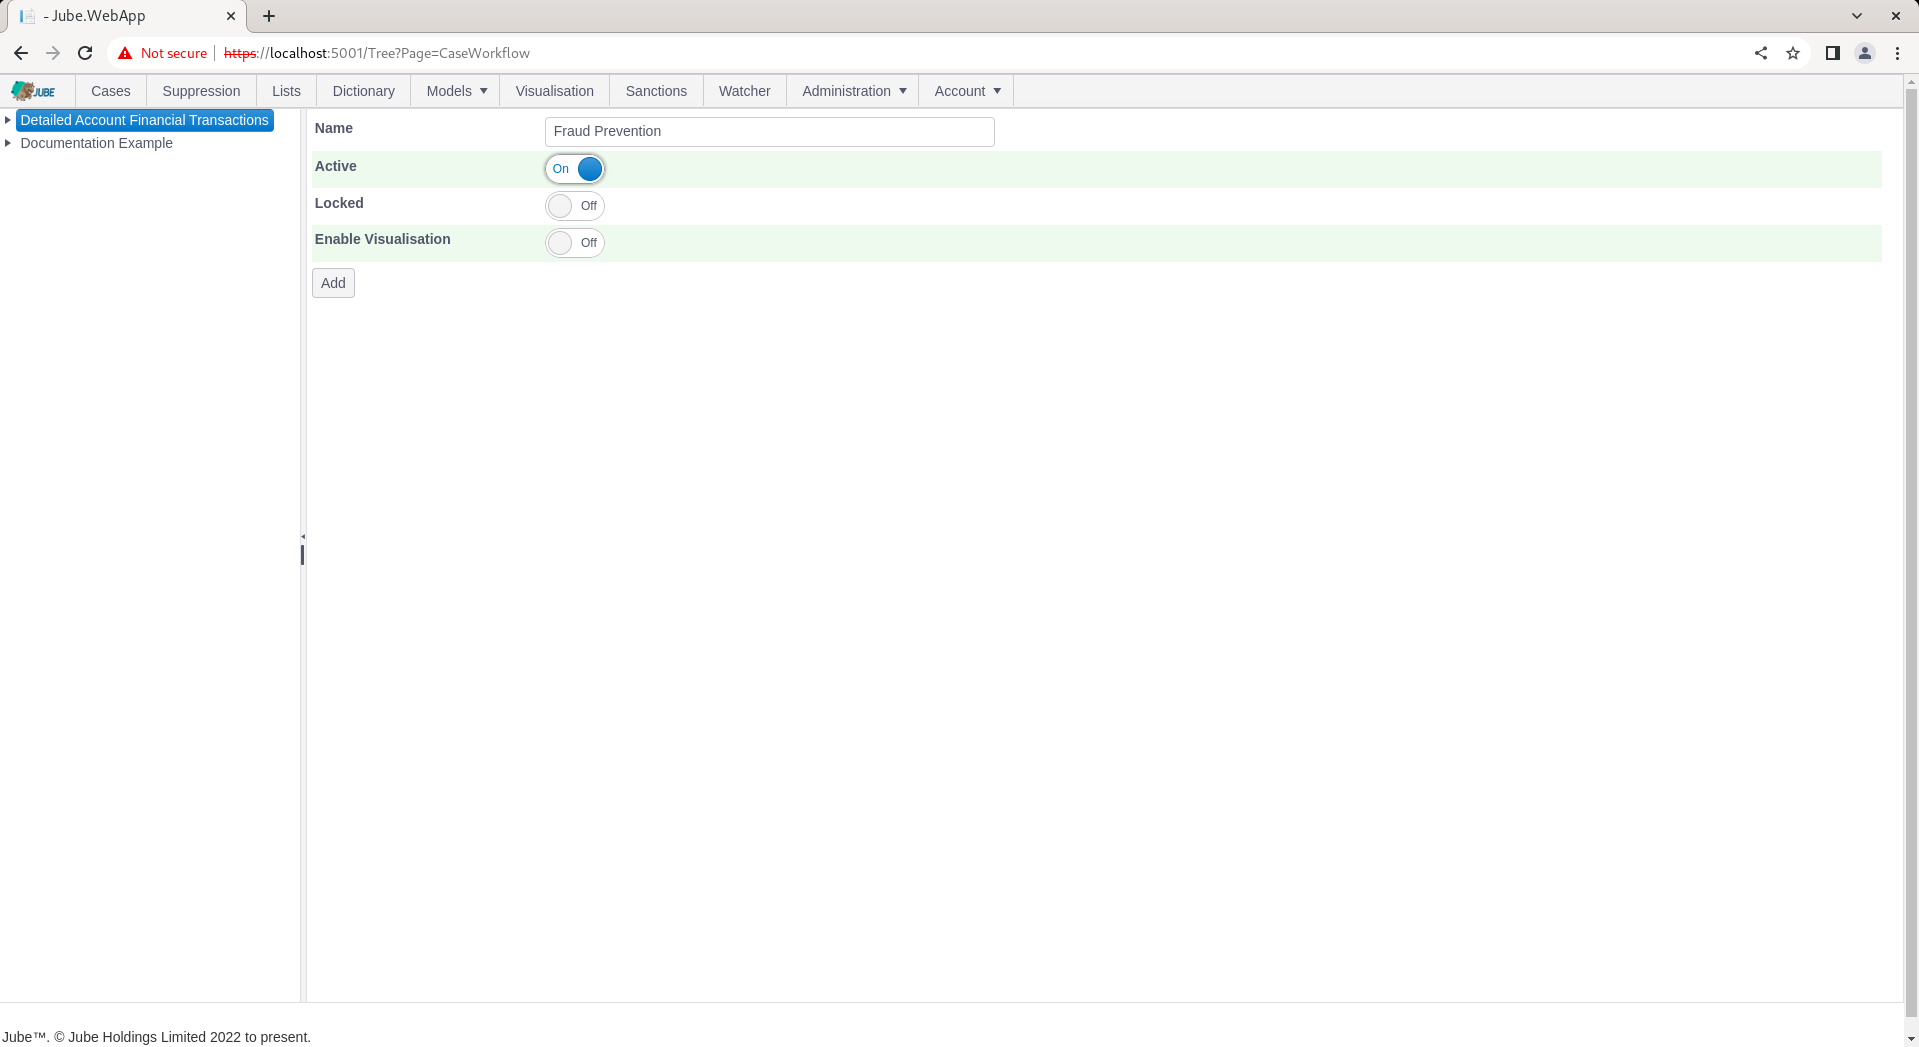 - Jube.WebApp
Not secure https://localhost:5001/Tree?Page=CaseWorkflow
JUBE Cases Suppression Lists Dictionary Models Visualisation Sanctions Watcher Administration Account
Detailed Account Financial Transactions
Documentation Example
Name Fraud Prevention
Active On
Locked Off
Enable Visualisation Off
Add
Jube™. © Jube Holdings Limited 2022 to present.